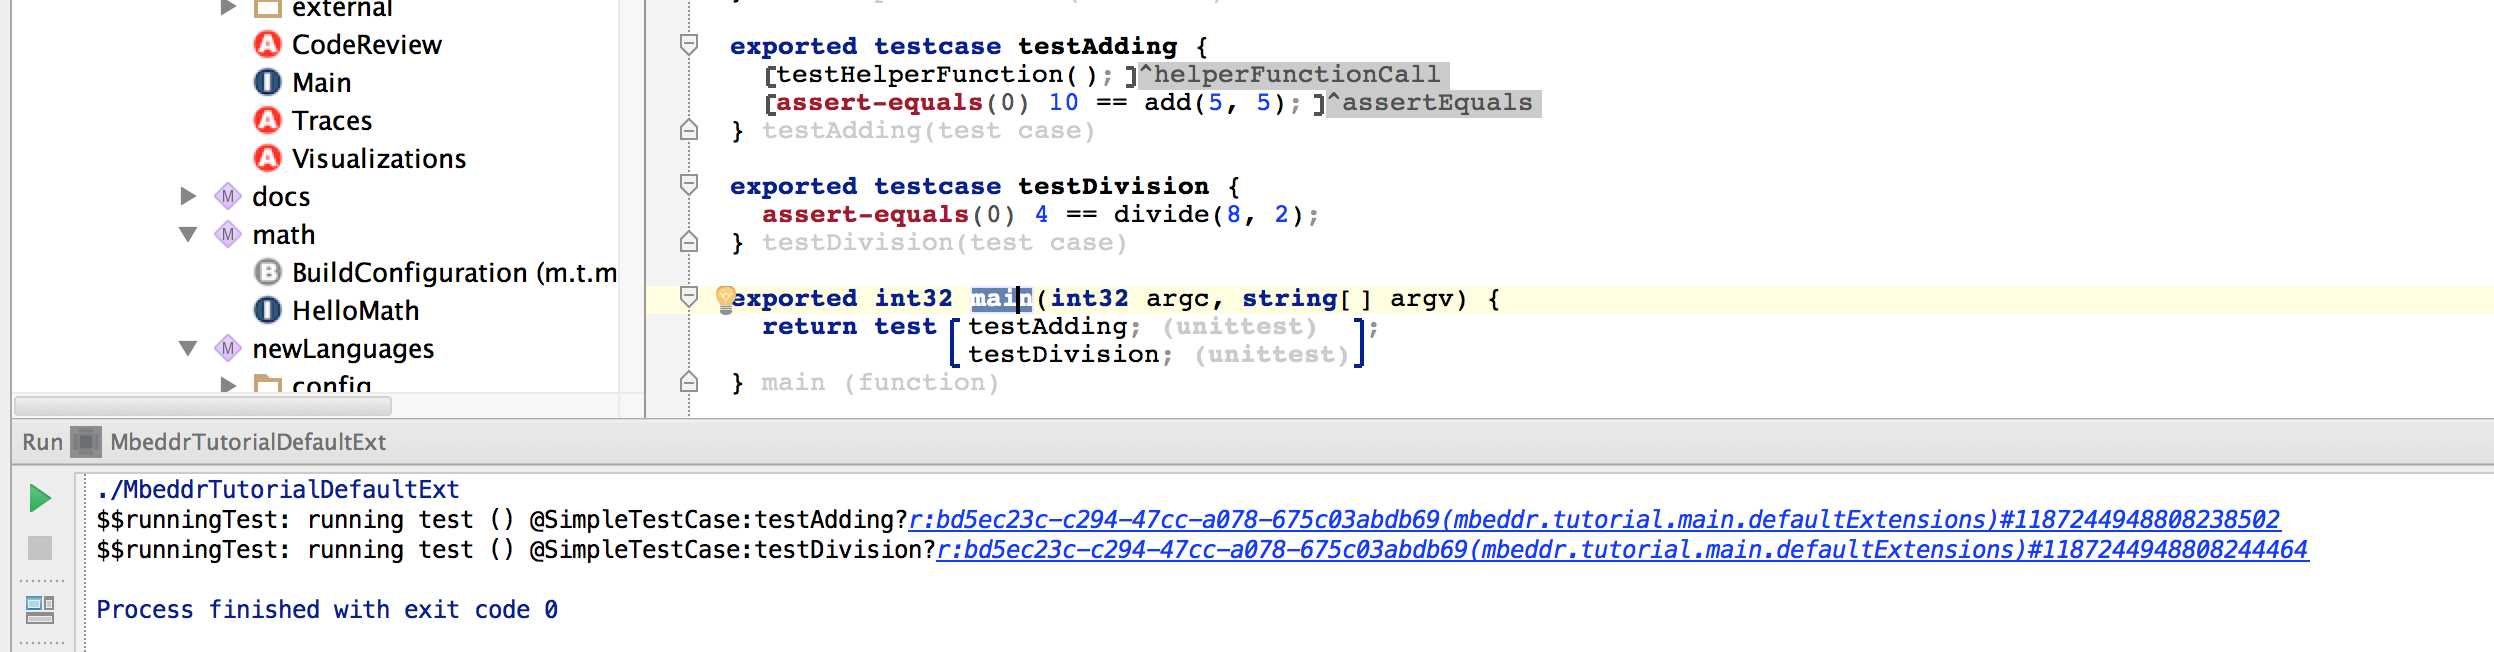 external
CodeReview
Main
Traces
Visualizations
docs
math
BuildConfiguration (m.t.m
HelloMath
newLanguages
config
exported testcase testAdding {
[testHelperFunction(); ]^helperFunctionCall
[assert-equals(0) 10 == add(5, 5); ]^assertEquals
} testAdding(test case)
exported testcase testDivision {
assert-equals(0) 4 == divide(8, 2);
} testDivision(test case)
exported int32 main(int32 argc, string[] argv) {
return test [ testAdding; (unittest) ];
testDivision; (unittest)
} main (function)
Run MbeddrTutorialDefaultExt
./MbeddrTutorialDefaultExt
$$runningTest: running test () @SimpleTestCase:testAdding?r:bd5ec23c-c294-47cc-a078-675c03abdb69(mbeddr.tutorial.main.defaultExtensions)#1187244948808238502
$$runningTest: running test () @SimpleTestCase:testDivision?r:bd5ec23c-c294-47cc-a078-675c03abdb69(mbeddr.tutorial.main.defaultExtensions)#1187244948808244464
Process finished with exit code 0